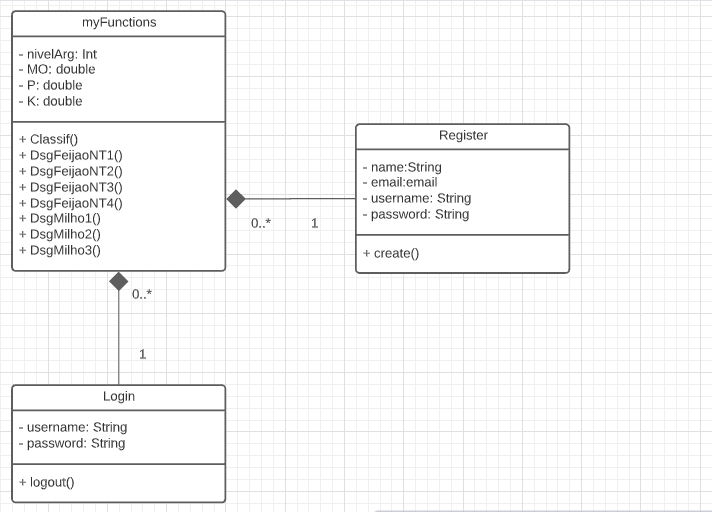 myFunctions
- nivelArg: Int
- MO: double
- P: double
- K: double
+ Classif()
+ DsgFeijaoNT1()
+ DsgFeijaoNT2()
+ DsgFeijaoNT3()
+ DsgFeijaoNT4()
+ DsgMilho1()
+ DsgMilho2()
+ DsgMilho3()
0..*
1
Register
- name:String
- email:email
- username: String
- password: String
+ create()
0..*
1
Login
- username: String
- password: String
+ logout()